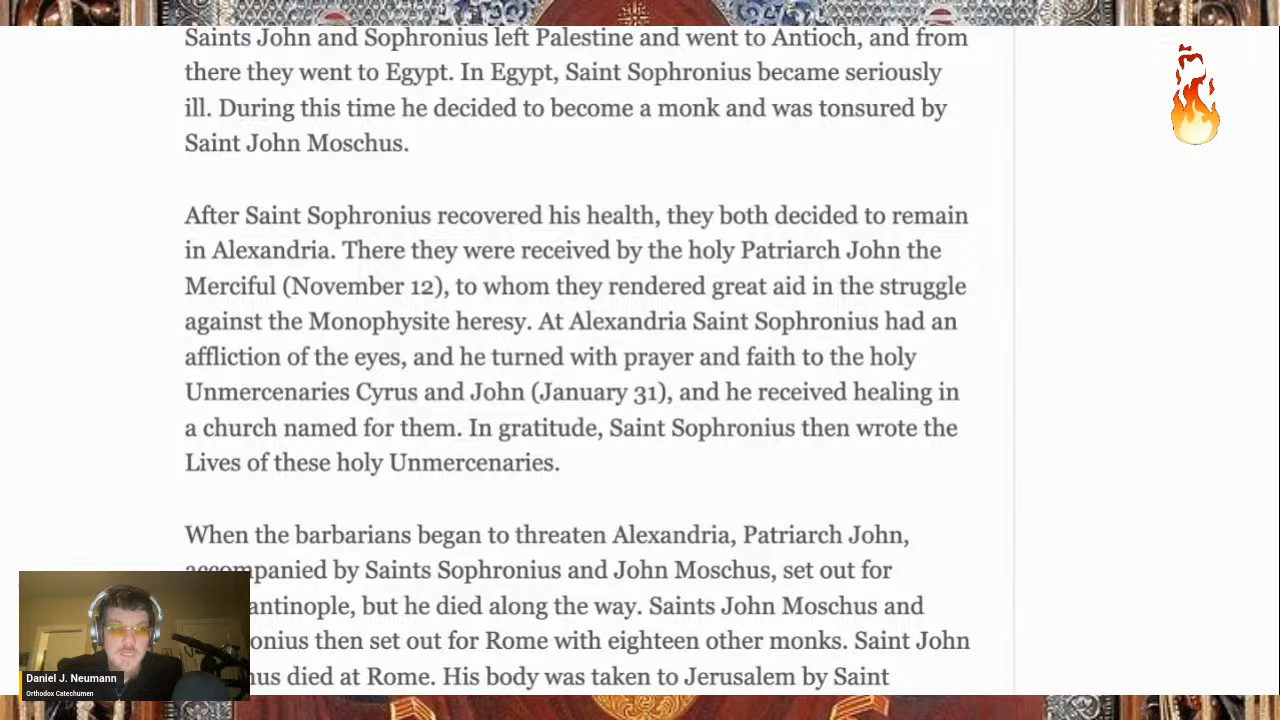 Saints John and Sophronius left Palestine and went to Antioch, and from
there they went to Egypt. In Egypt, Saint Sophronius became seriously
ill. During this time he decided to become a monk and was tonsured by
Saint John Moschus.
After Saint Sophronius recovered his health, they both decided to remain
in Alexandria. There they were received by the holy Patriarch John the
Merciful (November 12), to whom they rendered great aid in the struggle
against the Monophysite heresy. At Alexandria Saint Sophronius had an
affliction of the eyes, and he turned with prayer and faith to the holy
Unmercenaries Cyrus and John (January 31), and he received healing in
a church named for them. In gratitude, Saint Sophronius then wrote the
Lives of these holy Unmercenaries.
When the barbarians began to threaten Alexandria, Patriarch John,
accompanied by Saints Sophronius and John Moschus, set out for
antinople, but he died along the way. Saints John Moschus and
onius then set out for Rome with eighteen other monks. Saint John
hus died at Rome. His body was taken to Jerusalem by Saint
Daniel J. Neumann
Orthodox Catechumen